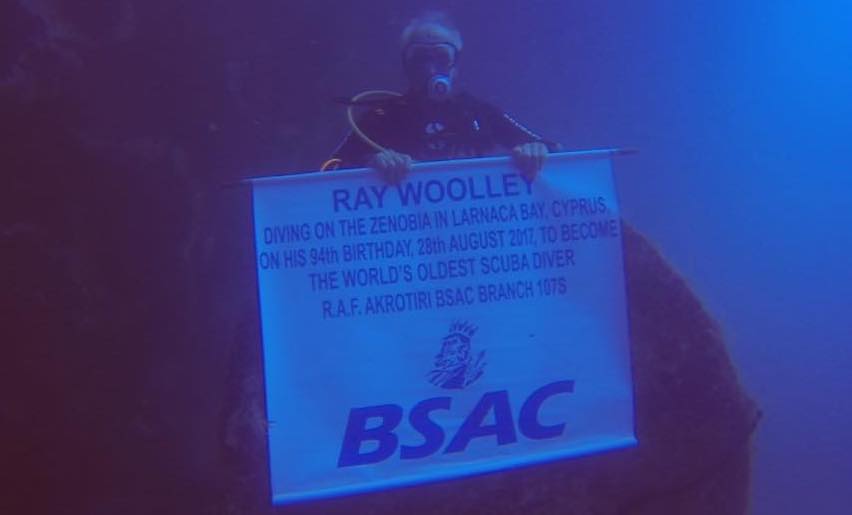 RAY WOOLLEY
DIVING ON THE ZENOBIA IN LARNACA BAY, CYPRUS,
ON HIS 94th BIRTHDAY, 28th AUGUST 2017, TO BECOME
THE WORLD'S OLDEST SCUBA DIVER
R.A.F. AKROTIRI BSAC BRANCH 107S
BSAC